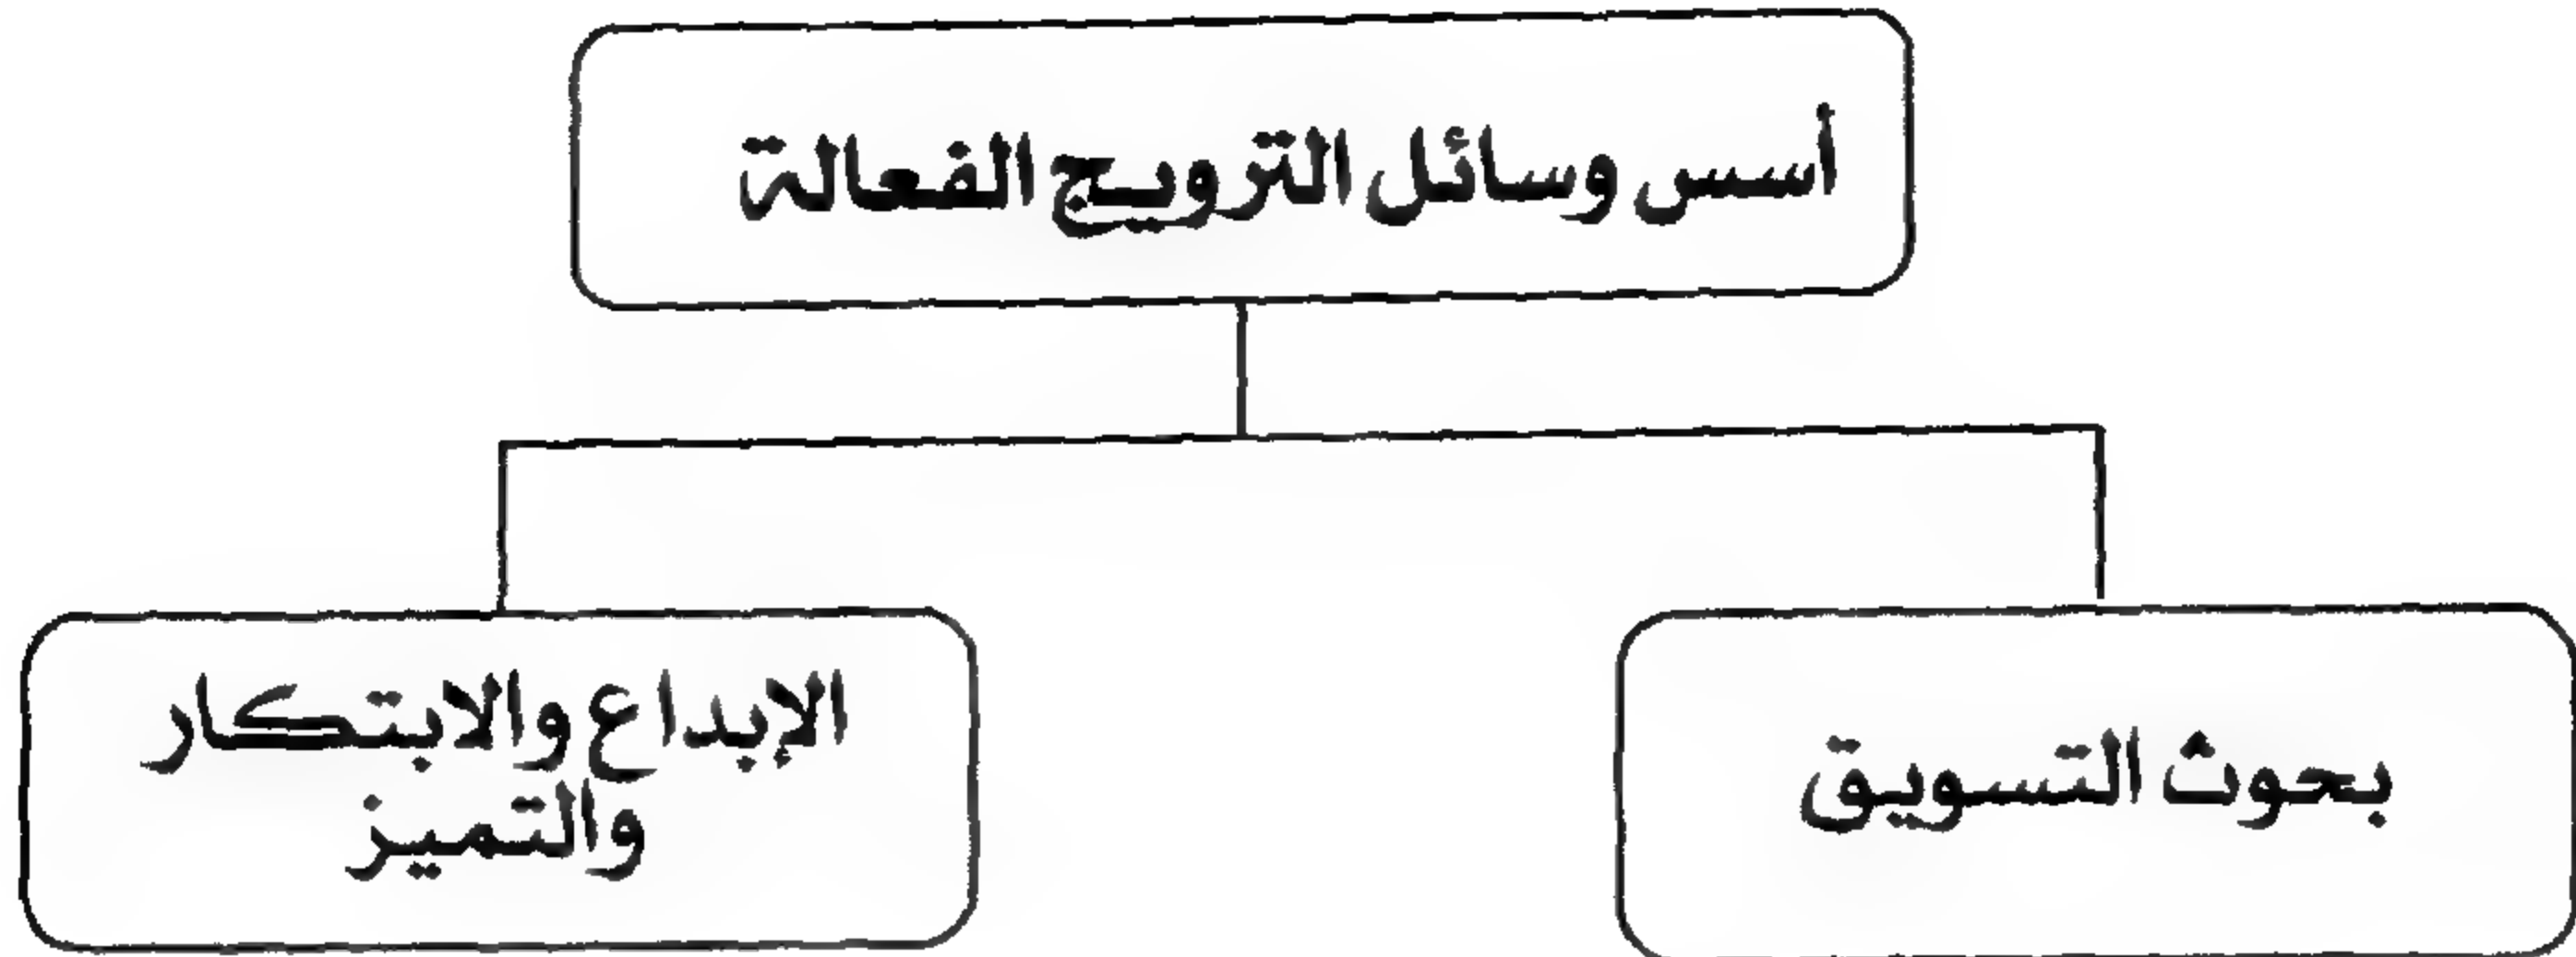 أسس وسائل الترويج الفعالة
بحوث التسويق
الإبداع والابتكار
والتميز